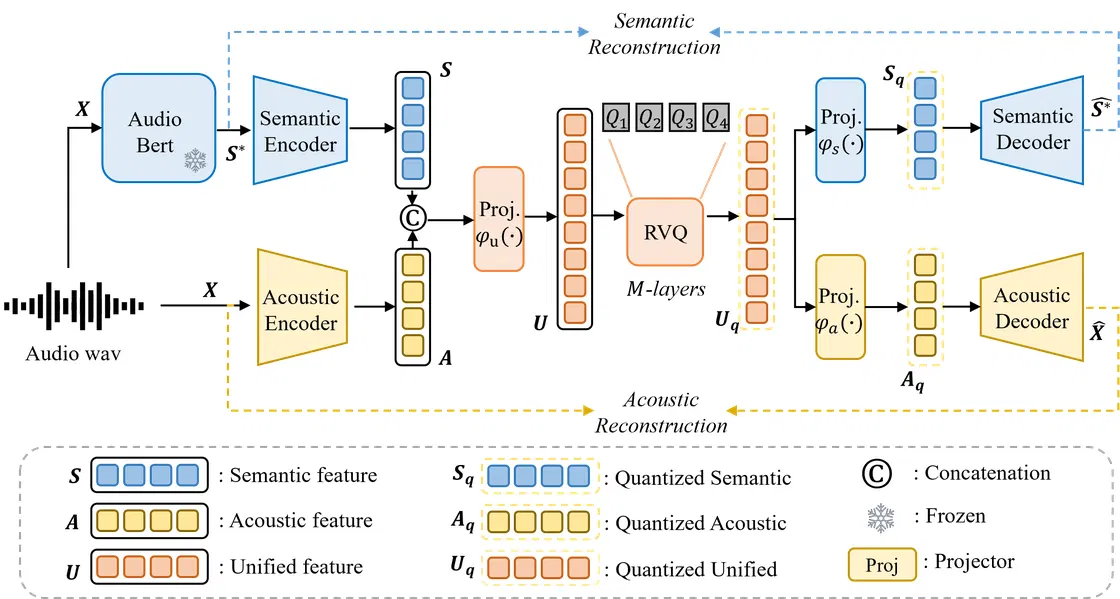 Semantic
Reconstruction
X
Audio
Bert
S*
Semantic
Encoder
S
Q1 Q2 Q3 Q4
Proj.
φs(·)
Sq
Semantic
Decoder
Ŝ*
C
Proj.
φu(·)
U
RVQ
M-layers
Uq
Audio wav
X
Acoustic
Encoder
A
Proj.
φa(·)
Aq
Acoustic
Decoder
X̂
Acoustic
Reconstruction
S : Semantic feature
A : Acoustic feature
U : Unified feature
Sq : Quantized Semantic
Aq : Quantized Acoustic
Uq : Quantized Unified
C : Concatenation
: Frozen
Proj : Projector